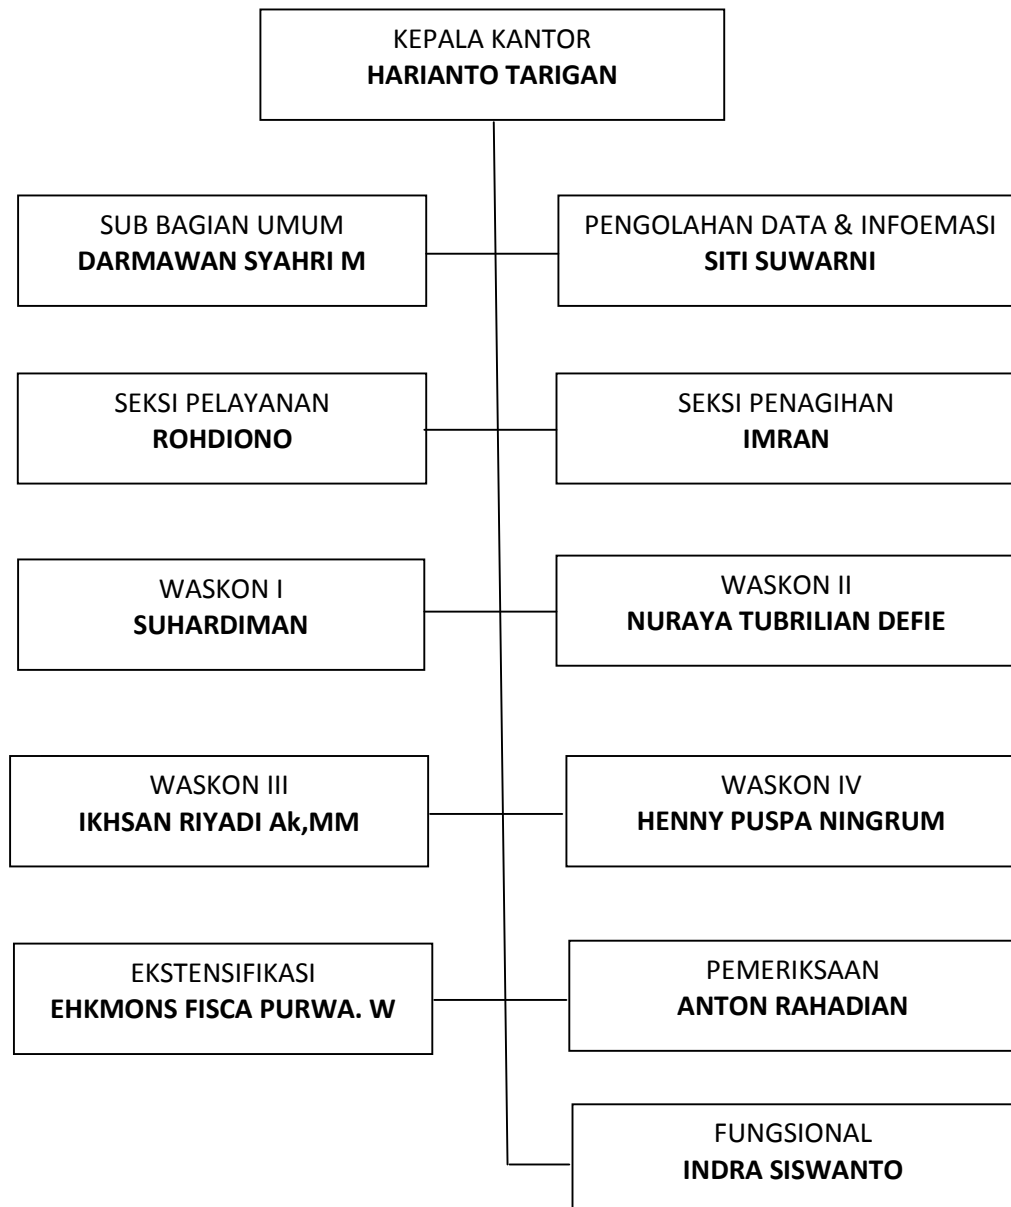 KEPALA KANTOR
HARIANTO TARIGAN
SUB BAGIAN UMUM
DARMAWAN SYAHRI M
PENGOLAHAN DATA & INFOEMASI
SITI SUWARNI
SEKSI PELAYANAN
ROHDIONO
SEKSI PENAGIHAN
IMRAN
WASKON I
SUHARDIMAN
WASKON II
NURAYA TUBRILIAN DEFIE
WASKON III
IKHSAN RIYADI Ak,MM
WASKON IV
HENNY PUSPA NINGRUM
EKSTENSIFIKASI
EHKMONS FISCA PURWA. W
PEMERIKSAAN
ANTON RAHADIAN
FUNGSIONAL
INDRA SISWANTO